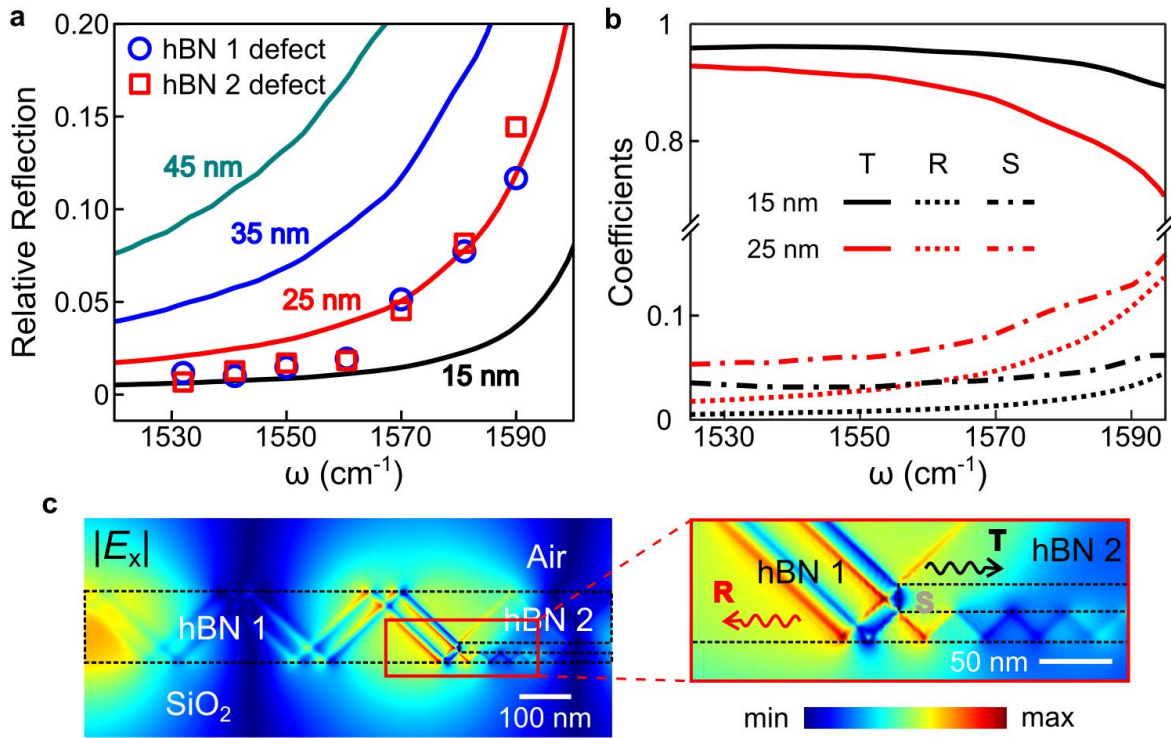 a
0.20
0.15
0.10
0.05
0
Relative Reflection
hBN 1 defect
hBN 2 defect
45 nm
35 nm
25 nm
15 nm
1530 1550 1570 1590
ω (cm⁻¹)
b
1
0.8
0.1
0
Coefficients
T R S
15 nm
25 nm
1530 1550 1570 1590
ω (cm⁻¹)
c
|Eₓ|
Air
hBN 1
hBN 2
SiO₂
100 nm
T
hBN 2
hBN 1
S
R
50 nm
min max